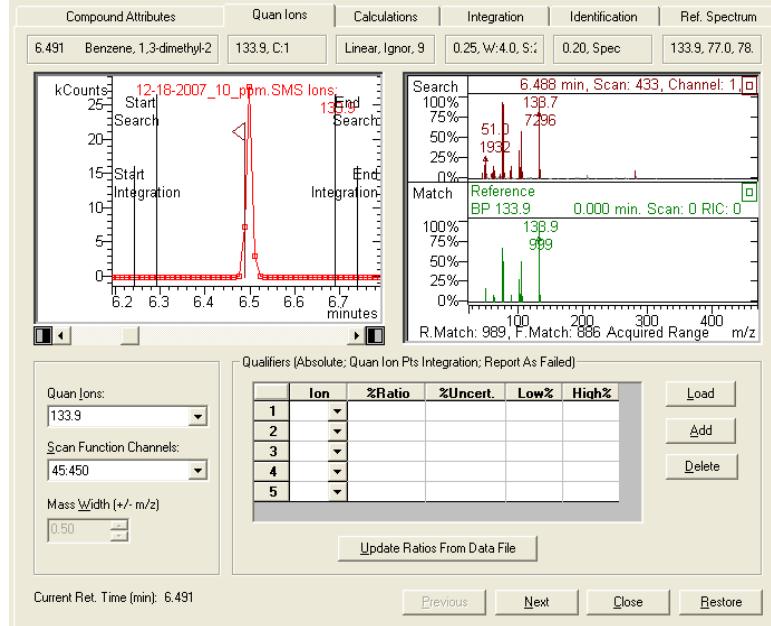 Compound Attributes
Quan Ions
Calculations
Integration
Identification
Ref. Spectrum
6.491 Benzene, 1,3-dimethyl-2
133.9, C:1
Linear, Ignor, 9
0.25, W:4.0, S:2
0.20, Spec
133.9, 77.0, 78.
kCounts
12-18-2007_10_ppm.SMS Ions:
133.9
Start
Search
End
Search
Start
Integration
End
Integration
25
20
15
10
5
0
6.2 6.3 6.4 6.5 6.6 6.7
minutes
Search 6.488 min, Scan: 433, Channel: 1,
100%
75%
50%
25%
0%
133.7
7296
51.0
1932
Match
Reference
BP 133.9 0.000 min. Scan: 0 RIC: 0
100%
75%
50%
25%
0%
133.9
999
100 200 300 400
R.Match: 989, F.Match: 886 Acquired Range m/z
Quan Ions:
133.9
Scan Function Channels:
45:450
Mass Width (+/- m/z)
0.50
Qualifiers (Absolute; Quan Ion Pts Integration; Report As Failed)
Ion %Ratio %Uncert. Low% High%
1
2
3
4
5
Load
Add
Delete
Update Ratios From Data File
Current Ret. Time (min): 6.491
Previous
Next
Close
Restore